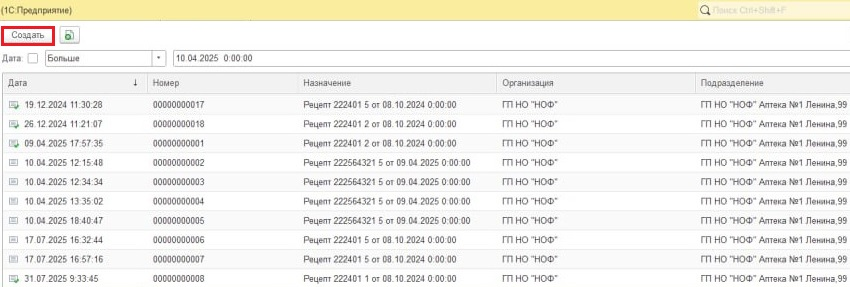 (1С:Предприятие)
Поиск Ctrl+Shift+F
Создать
Дата: Больше 10.04.2025 0:00:00
Дата ↓ Номер Назначение Организация Подразделение
19.12.2024 11:30:28 00000000017 Рецепт 222401 5 от 08.10.2024 0:00:00 ГП НО "НОФ" ГП НО "НОФ" Аптека №1 Ленина,99
26.12.2024 11:21:07 00000000018 Рецепт 222401 2 от 08.10.2024 0:00:00 ГП НО "НОФ" ГП НО "НОФ" Аптека №1 Ленина,99
09.04.2025 17:57:35 00000000001 Рецепт 222401 2 от 08.10.2024 0:00:00 ГП НО "НОФ" ГП НО "НОФ" Аптека №1 Ленина,99
10.04.2025 12:15:48 00000000002 Рецепт 222564321 5 от 09.04.2025 0:00:00 ГП НО "НОФ" ГП НО "НОФ" Аптека №1 Ленина,99
10.04.2025 12:34:34 00000000003 Рецепт 222564321 5 от 09.04.2025 0:00:00 ГП НО "НОФ" ГП НО "НОФ" Аптека №1 Ленина,99
10.04.2025 13:35:02 00000000004 Рецепт 222564321 5 от 09.04.2025 0:00:00 ГП НО "НОФ" ГП НО "НОФ" Аптека №1 Ленина,99
10.04.2025 18:40:47 00000000005 Рецепт 222564321 5 от 09.04.2025 0:00:00 ГП НО "НОФ" ГП НО "НОФ" Аптека №1 Ленина,99
17.07.2025 16:32:44 00000000006 Рецепт 222401 5 от 08.10.2024 0:00:00 ГП НО "НОФ" ГП НО "НОФ" Аптека №1 Ленина,99
17.07.2025 16:57:16 00000000007 Рецепт 222401 5 от 08.10.2024 0:00:00 ГП НО "НОФ" ГП НО "НОФ" Аптека №1 Ленина,99
31.07.2025 9:33:45 00000000008 Рецепт 222401 1 от 08.10.2024 0:00:00 ГП НО "НОФ" ГП НО "НОФ" Аптека №1 Ленина,99